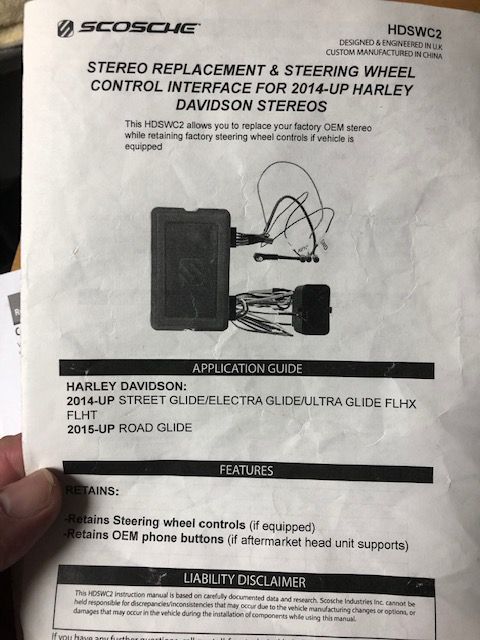 SCOSCHE
HDSWC2
DESIGNED & ENGINEERED IN U.K
CUSTOM MANUFACTURED IN CHINA
STEREO REPLACEMENT & STEERING WHEEL
CONTROL INTERFACE FOR 2014-UP HARLEY
DAVIDSON STEREOS
This HDSWC2 allows you to replace your factory OEM stereo
while retaining factory steering wheel controls if vehicle is
equipped
APPLICATION GUIDE
HARLEY DAVIDSON:
2014-UP STREET GLIDE/ELECTRA GLIDE/ULTRA GLIDE FLHX
FLHT
2015-UP ROAD GLIDE
FEATURES
RETAINS:
-Retains Steering wheel controls (if equipped)
-Retains OEM phone buttons (if aftermarket head unit supports)
LIABILITY DISCLAIMER
This HDSWC2 Instruction manual is based on carefully documented data and research. Scosche Industries Inc. cannot be
held responsible for discrepancies/inconsistencies that may occur due to the vehicle manufacturing changes or options, or
damages that may occur in the vehicle during the installation of components while using this manual.
If you have any further questions